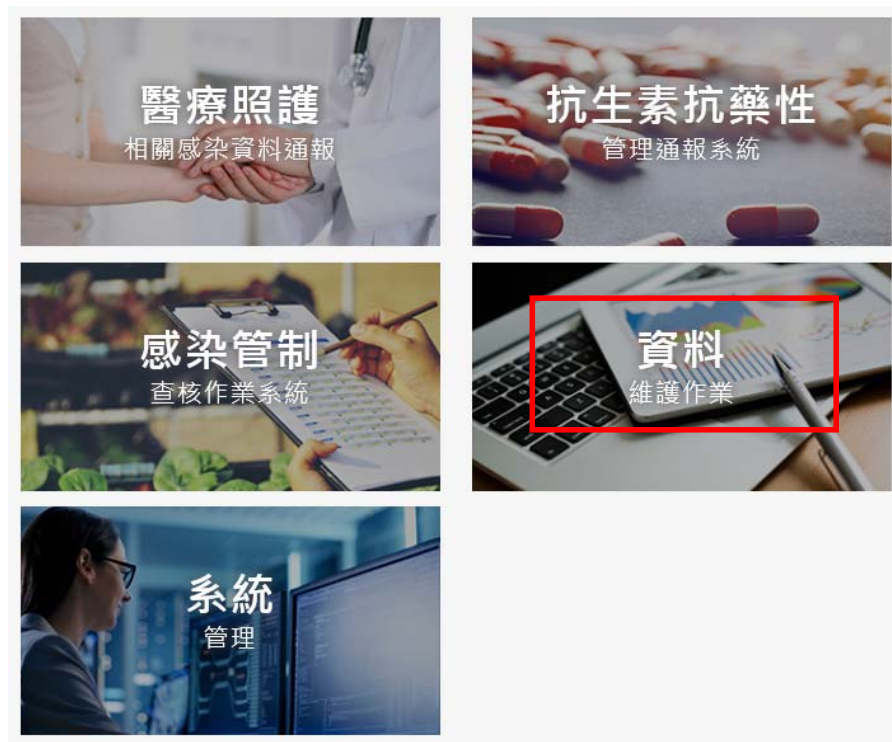 醫療照護
相關感染資料通報
抗生素抗藥性
管理通報系統
感染管制
查核作業系統
資料
維護作業
系統
管理